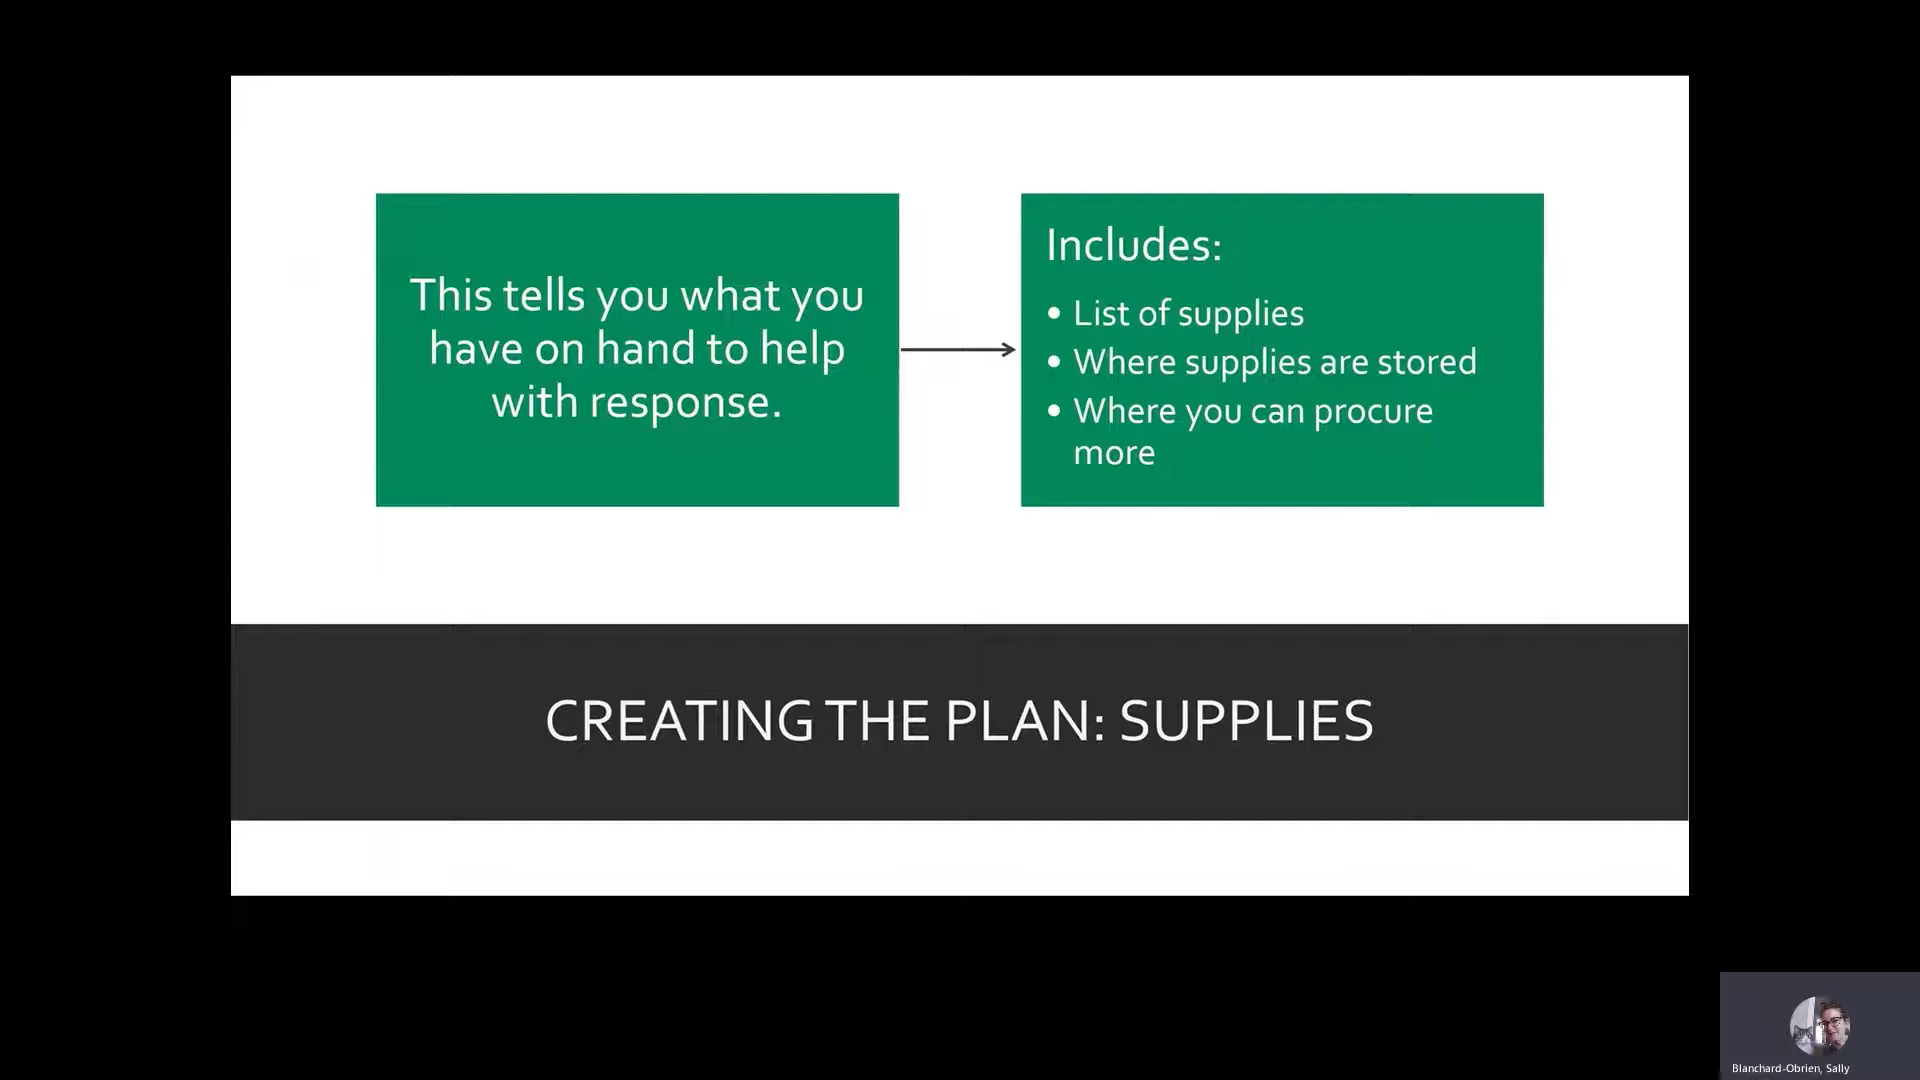 This tells you what you
have on hand to help
with response.
Includes:
• List of supplies
• Where supplies are stored
• Where you can procure
more
CREATING THE PLAN: SUPPLIES
Blanchard-Obrien, Sally